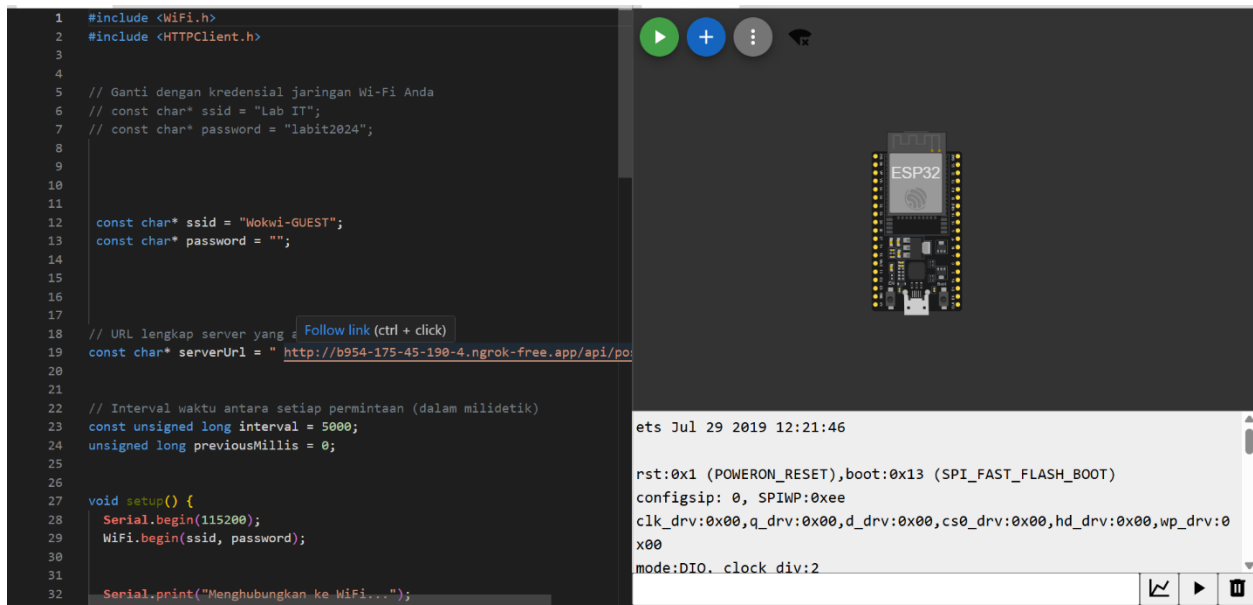 1 #include <WiFi.h>
2 #include <HTTPClient.h>
3
4
5 // Ganti dengan kredensial jaringan Wi-Fi Anda
6 // const char* ssid = "Lab IT";
7 // const char* password = "labit2024";
8
9
10
11
12 const char* ssid = "Wokwi-GUEST";
13 const char* password = "";
14
15
16
17
18 // URL lengkap server yang a
Follow link (ctrl + click)
19 const char* serverUrl = " http://b954-175-45-190-4.ngrok-free.app/api/po
20
21
22 // Interval waktu antara setiap permintaan (dalam milidetik)
23 const unsigned long interval = 5000;
24 unsigned long previousMillis = 0;
25
26
27 void setup() {
28 Serial.begin(115200);
29 WiFi.begin(ssid, password);
30
31
32 Serial.print("Menghubungkan ke WiFi...");
ESP32
ets Jul 29 2019 12:21:46
rst:0x1 (POWERON_RESET),boot:0x13 (SPI_FAST_FLASH_BOOT)
configsip: 0, SPIWP:0xee
clk_drv:0x00,q_drv:0x00,d_drv:0x00,cs0_drv:0x00,hd_drv:0x00,wp_drv:0
x00
mode:DIO, clock div:2